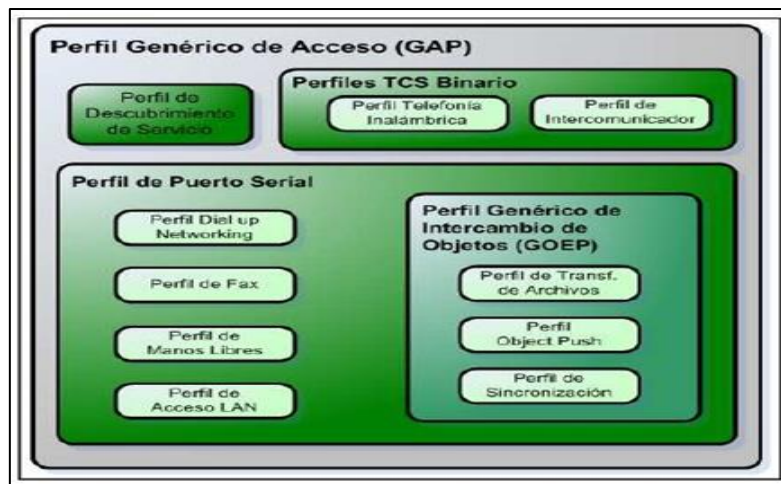 Perfil Genérico de Acceso (GAP)
Perfil de
Descubrimiento
de Servicio
Perfiles TCS Binario
Perfil Telefonía
Inalámbrica
Perfil de
Intercomunicador
Perfil de Puerto Serial
Perfil Dial up
Networking
Perfil de Fax
Perfil de
Manos Libres
Perfil de
Acceso LAN
Perfil Genérico de
Intercambio de
Objetos (GOEP)
Perfil de Transf.
de Archivos
Perfil
Object Push
Perfil de
Sincronización